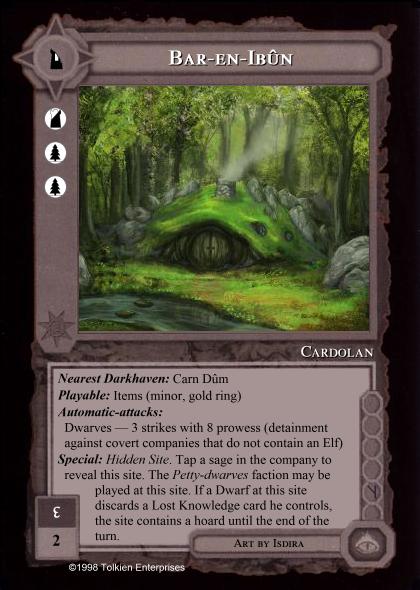 BAR-EN-IBÛN
CARDOLAN
Nearest Darkhaven: Carn Dûm
Playable: Items (minor, gold ring)
Automatic-attacks:
Dwarves — 3 strikes with 8 prowess (detainment
against covert companies that do not contain an Elf)
Special: Hidden Site. Tap a sage in the company to
reveal this site. The Petty-dwarves faction may be
played at this site. If a Dwarf at this site
discards a Lost Knowledge card he controls,
the site contains a hoard until the end of the
turn.
2
ART BY ISDIRA
©1998 Tolkien Enterprises